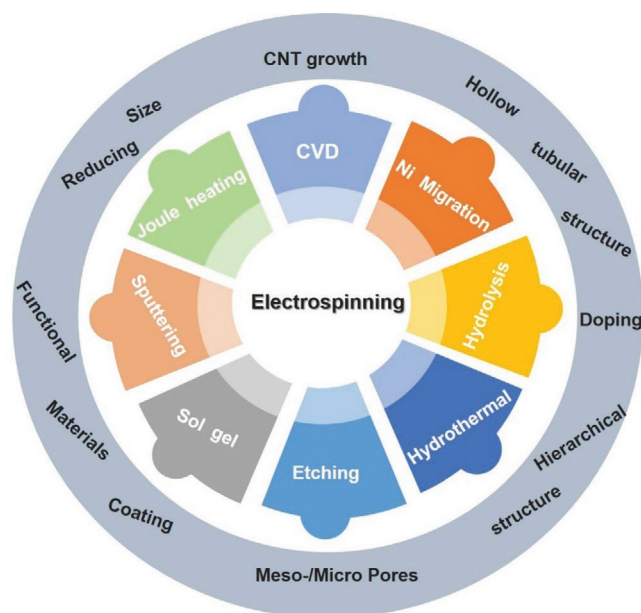 CNT growth
Hollow
tubular
structure
Doping
Hierarchical
structure
Meso-/Micro Pores
Coating
Materials
Functional
Reducing
Size
CVD
Ni Migration
Hydrolysis
Hydrothermal
Etching
Sol gel
Sputtering
Joule heating
Electrospinning